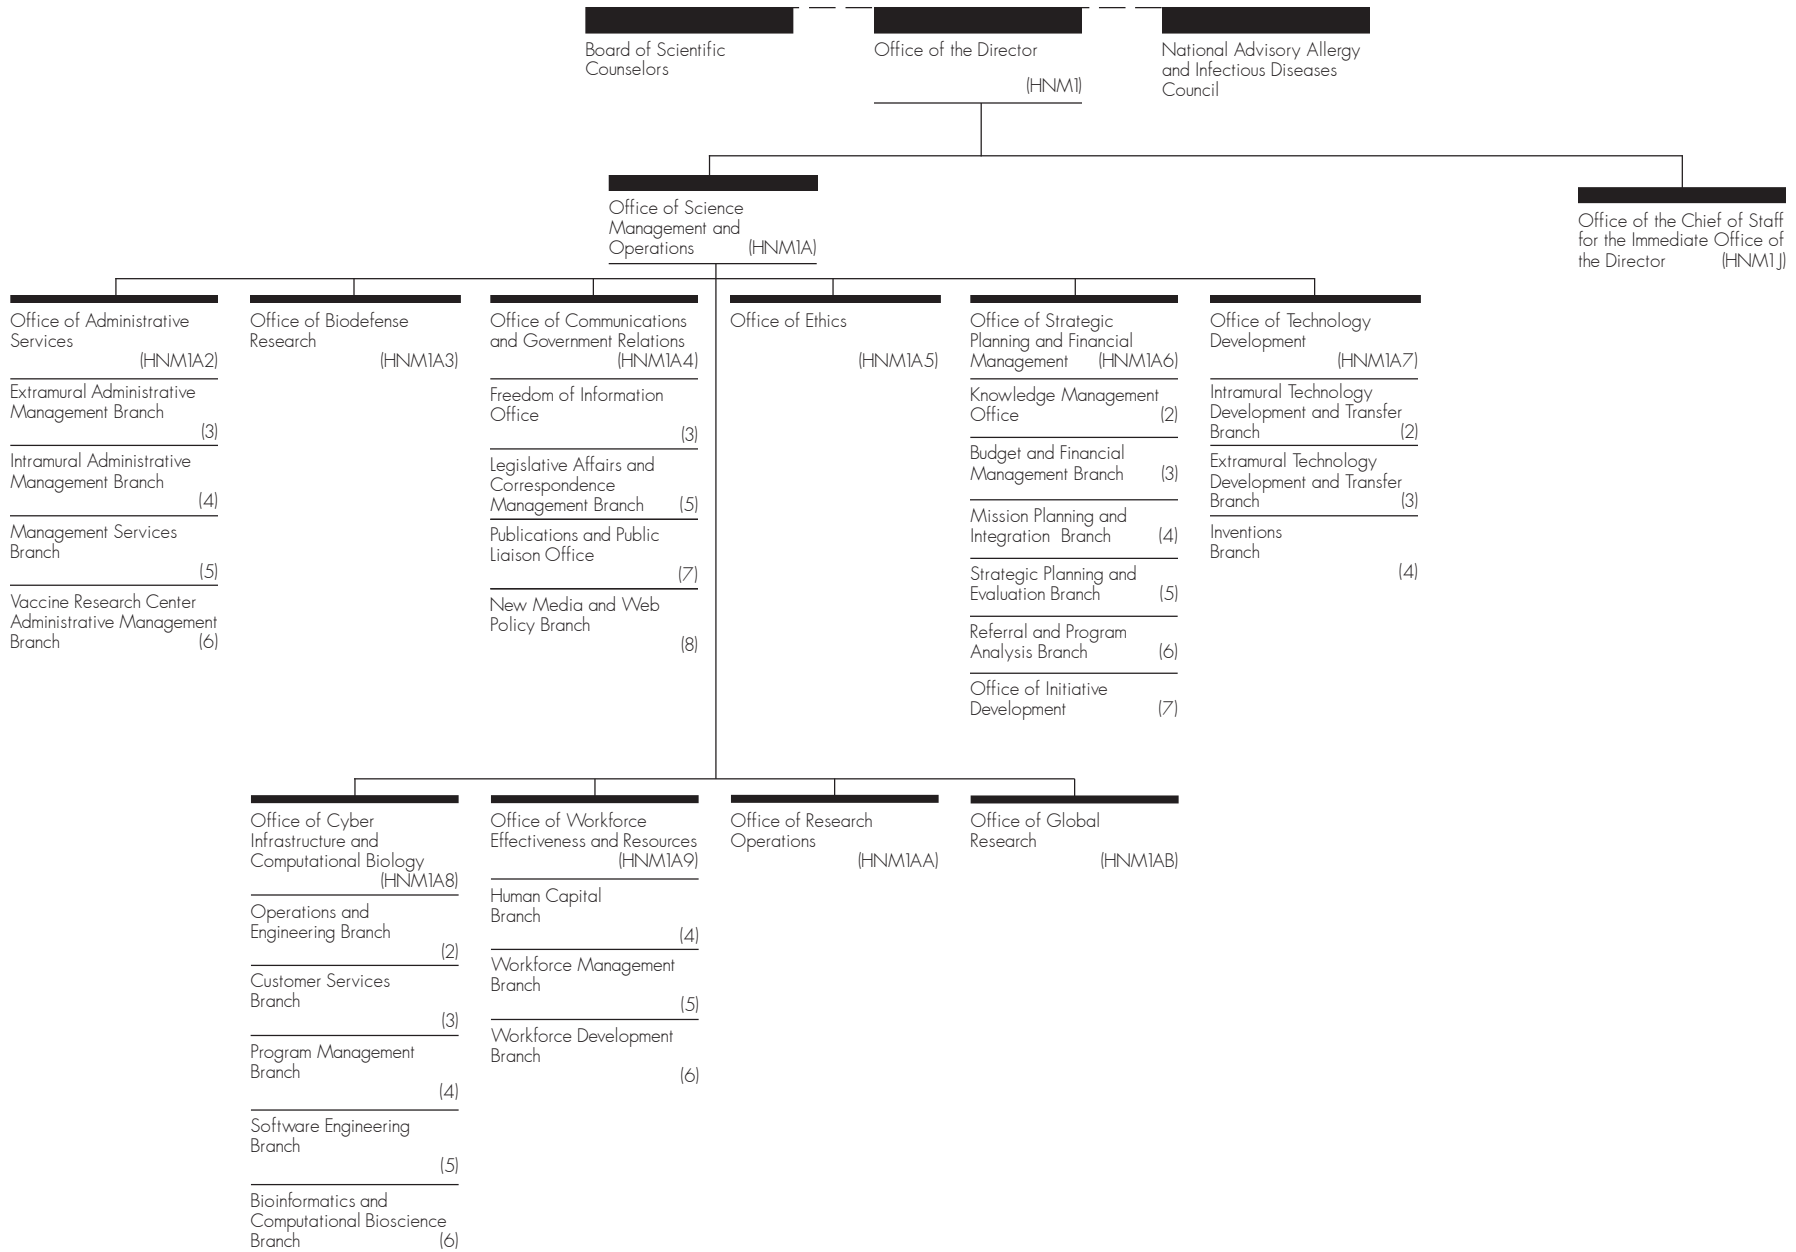 Board of Scientific
Counselors
Office of the Director
(HNM1)
National Advisory Allergy
and Infectious Diseases
Council
Office of Science
Management and
Operations (HNM1A)
Office of the Chief of Staff
for the Immediate Office of
the Director (HNM1J)
Office of Administrative
Services
(HNM1A2)
Extramural Administrative
Management Branch
(3)
Intramural Administrative
Management Branch
(4)
Management Services
Branch
(5)
Vaccine Research Center
Administrative Management
Branch (6)
Office of Biodefense
Research
(HNM1A3)
Office of Communications
and Government Relations
(HNM1A4)
Freedom of Information
Office
(3)
Legislative Affairs and
Correspondence
Management Branch (5)
Publications and Public
Liaison Office
(7)
New Media and Web
Policy Branch
(8)
Office of Ethics
(HNM1A5)
Office of Strategic
Planning and Financial
Management (HNM1A6)
Knowledge Management
Office (2)
Budget and Financial
Management Branch (3)
Mission Planning and
Integration Branch (4)
Strategic Planning and
Evaluation Branch (5)
Referral and Program
Analysis Branch (6)
Office of Initiative
Development (7)
Office of Technology
Development
(HNM1A7)
Intramural Technology
Development and Transfer
Branch (2)
Extramural Technology
Development and Transfer
Branch (3)
Inventions
Branch
(4)
Office of Cyber
Infrastructure and
Computational Biology
(HNM1A8)
Operations and
Engineering Branch
(2)
Customer Services
Branch
(3)
Program Management
Branch
(4)
Software Engineering
Branch
(5)
Bioinformatics and
Computational Bioscience
Branch (6)
Office of Workforce
Effectiveness and Resources
(HNM1A9)
Human Capital
Branch
(4)
Workforce Management
Branch
(5)
Workforce Development
Branch
(6)
Office of Research
Operations
(HNM1AA)
Office of Global
Research
(HNM1AB)